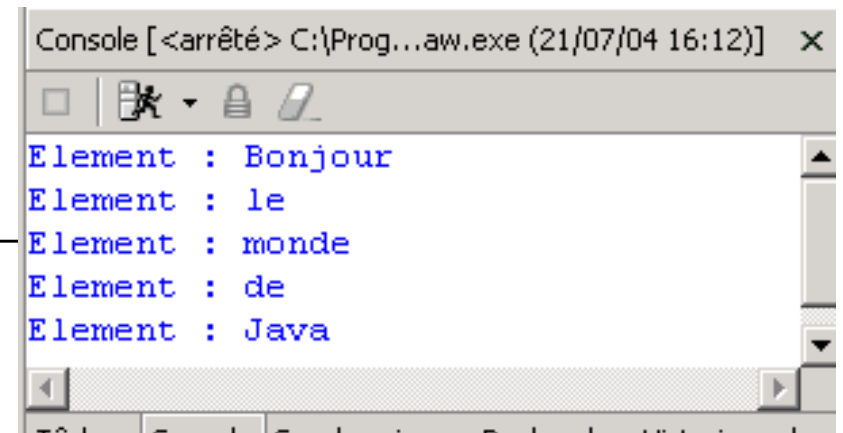 Console [<arrêté> C:\Prog...aw.exe (21/07/04 16:12)]
Element : Bonjour
Element : le
Element : monde
Element : de
Element : Java